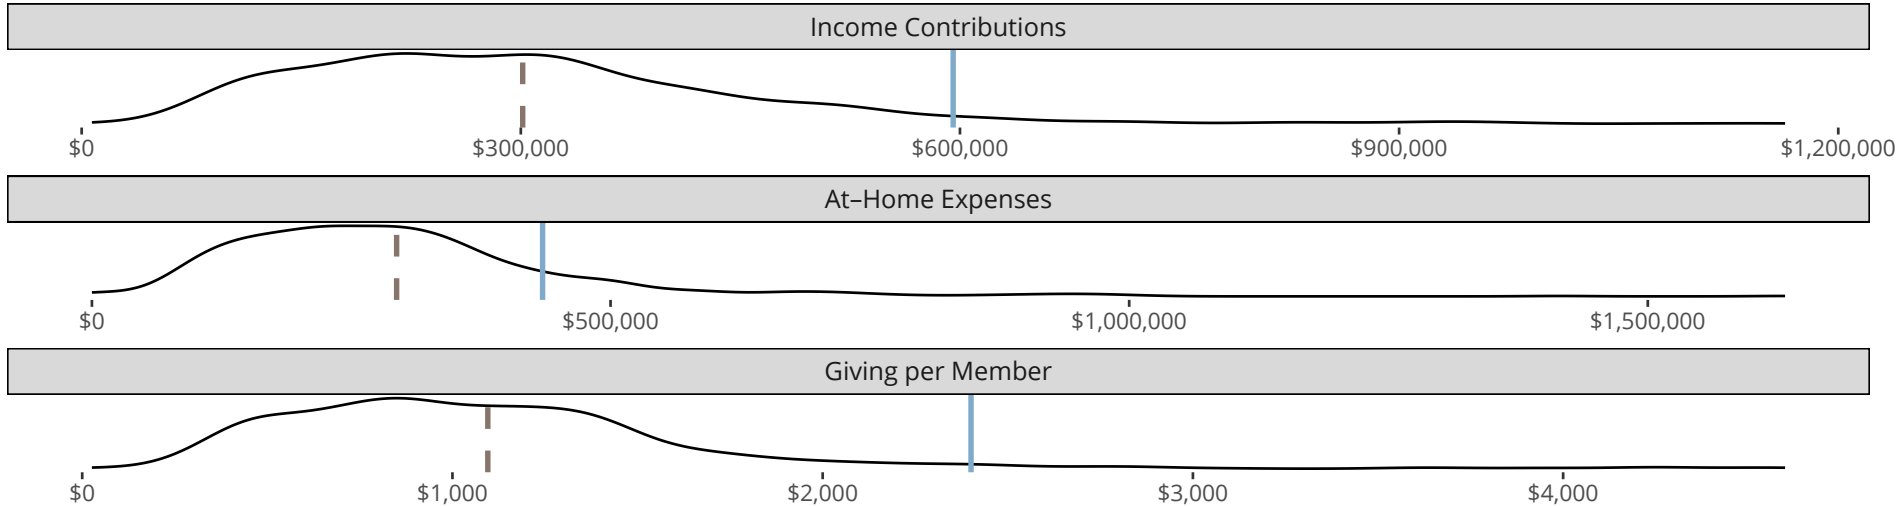 Income Contributions
$0 $300,000 $600,000 $900,000 $1,200,000
At–Home Expenses
$0 $500,000 $1,000,000 $1,500,000
Giving per Member
$0 $1,000 $2,000 $3,000 $4,000